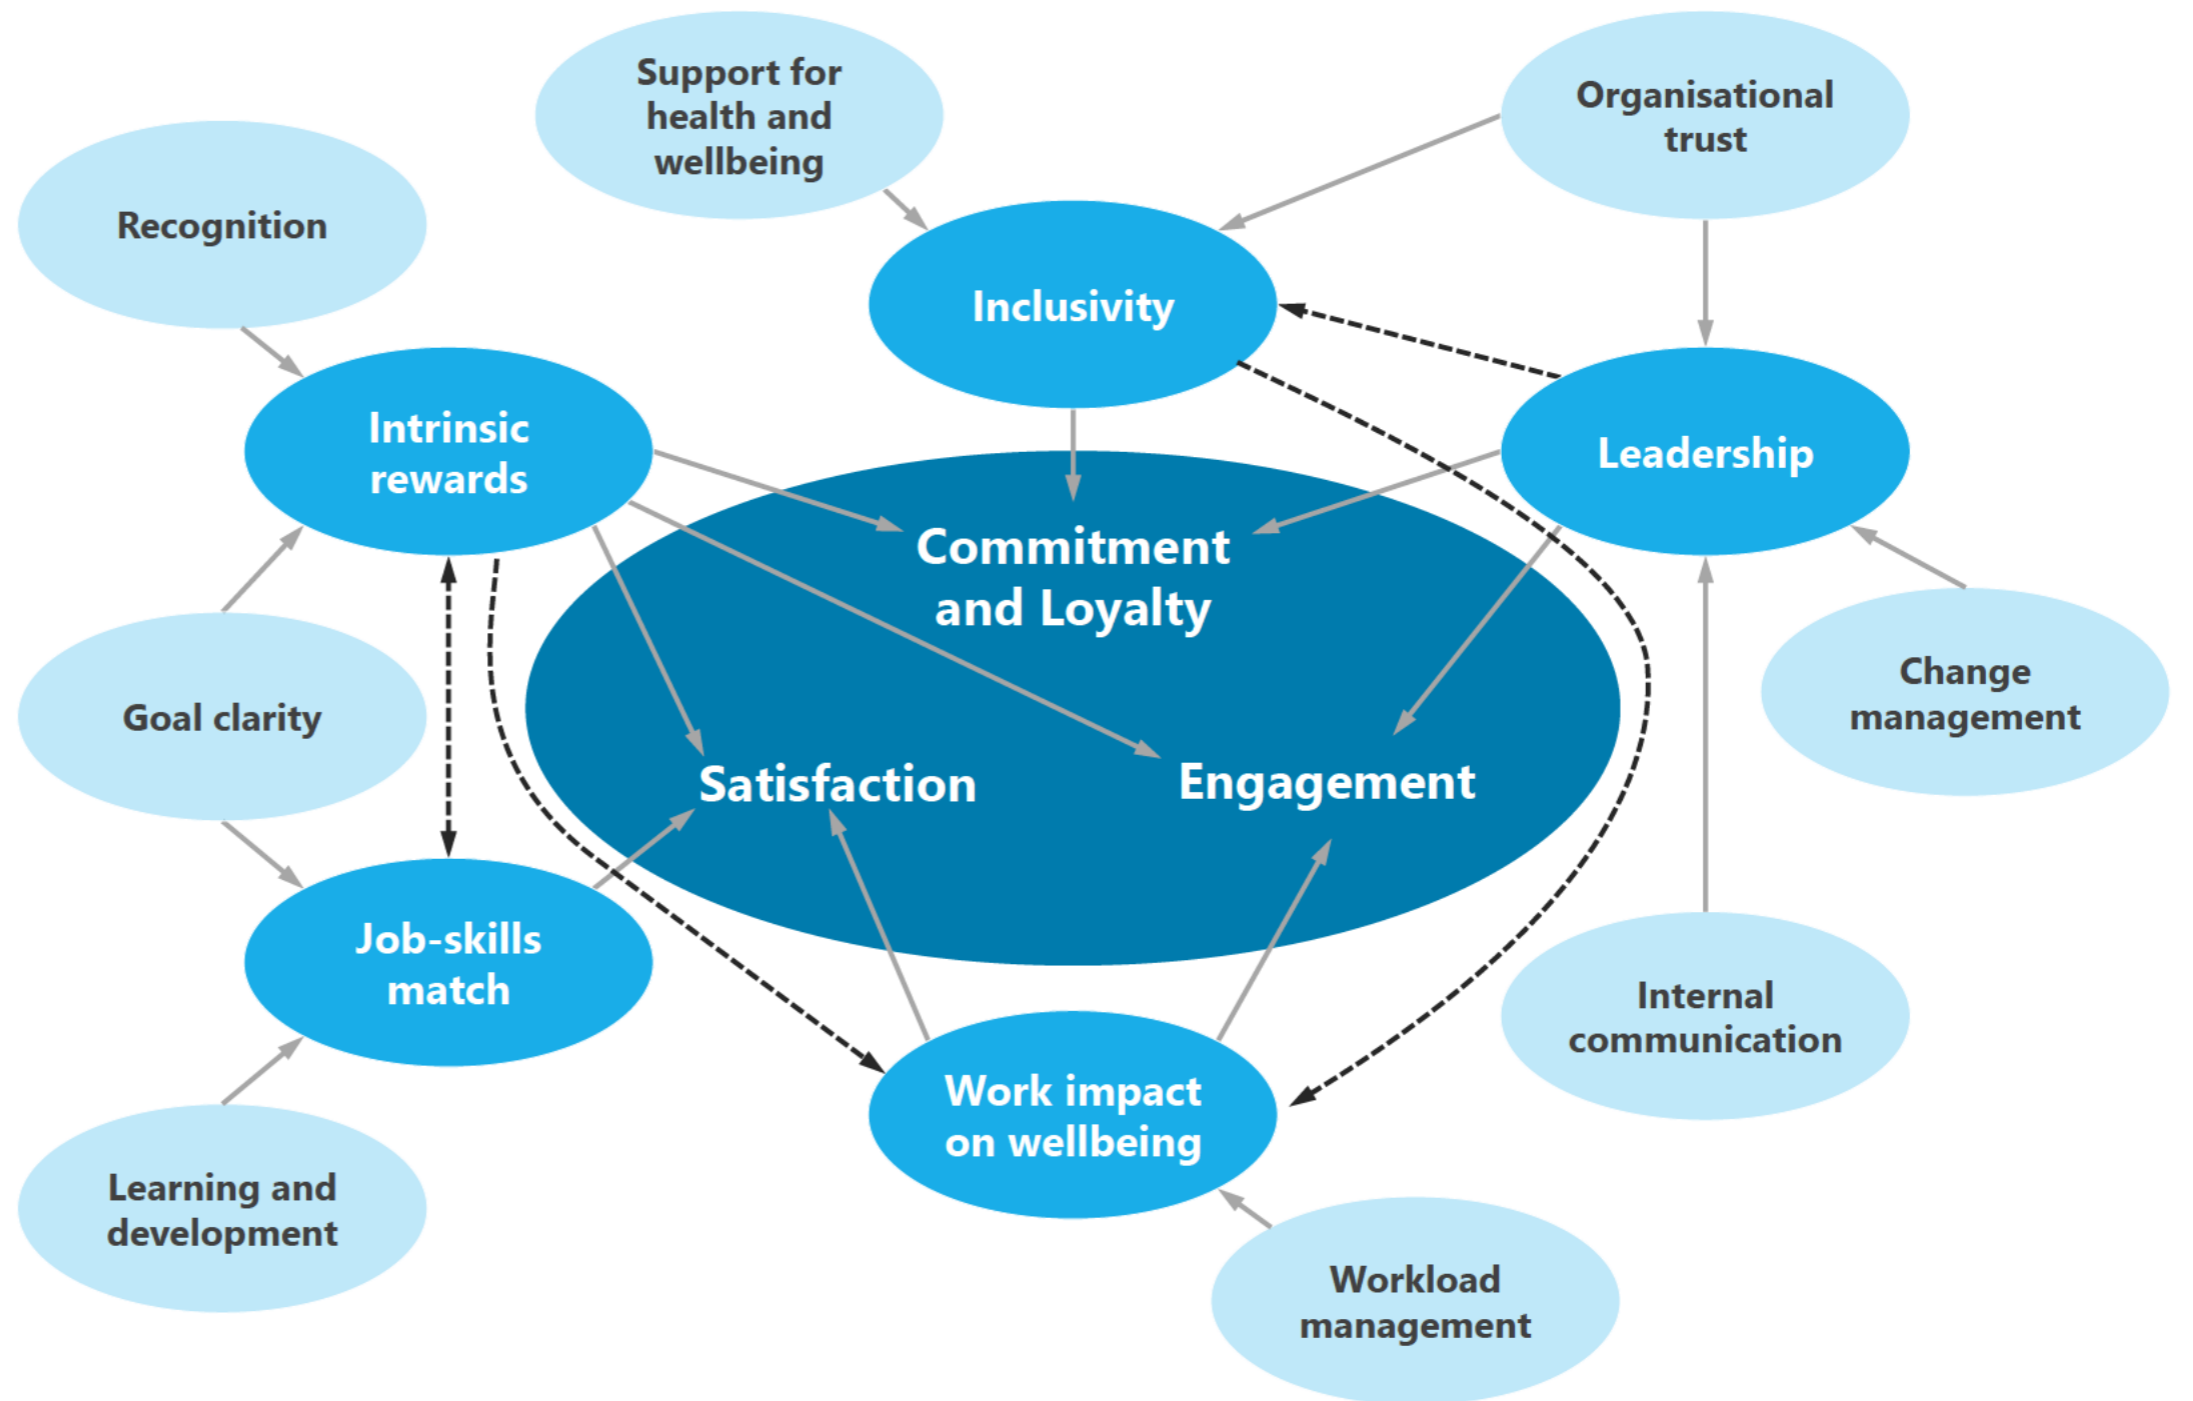 Support for
health and
wellbeing
Organisational
trust
Recognition
Inclusivity
Intrinsic
rewards
Leadership
Commitment
and Loyalty
Goal clarity
Change
management
Satisfaction
Engagement
Job-skills
match
Internal
communication
Work impact
on wellbeing
Learning and
development
Workload
management